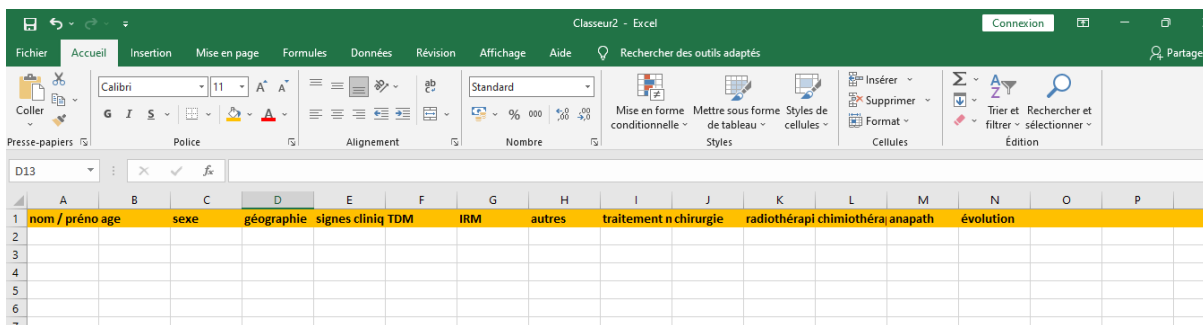 Classeur2 - Excel Connexion
Fichier Accueil Insertion Mise en page Formules Données Révision Affichage Aide Rechercher des outils adaptés Partage
Coller
Calibri 11 A A
G I S A
ab
Standard
% 000 ,00
Mise en forme conditionnelle
Mettre sous forme de tableau
Styles de cellules
Insérer
Supprimer
Format
Σ
Trier et filtrer
Rechercher et sélectionner
Presse-papiers Police Alignement Nombre Styles Cellules Édition
D13 fx
A B C D E F G H I J K L M N O P
1 nom / préno age sexe géographie signes cliniq TDM IRM autres traitement n chirurgie radiothérapi chimiothéra anapath évolution
2
3
4
5
6